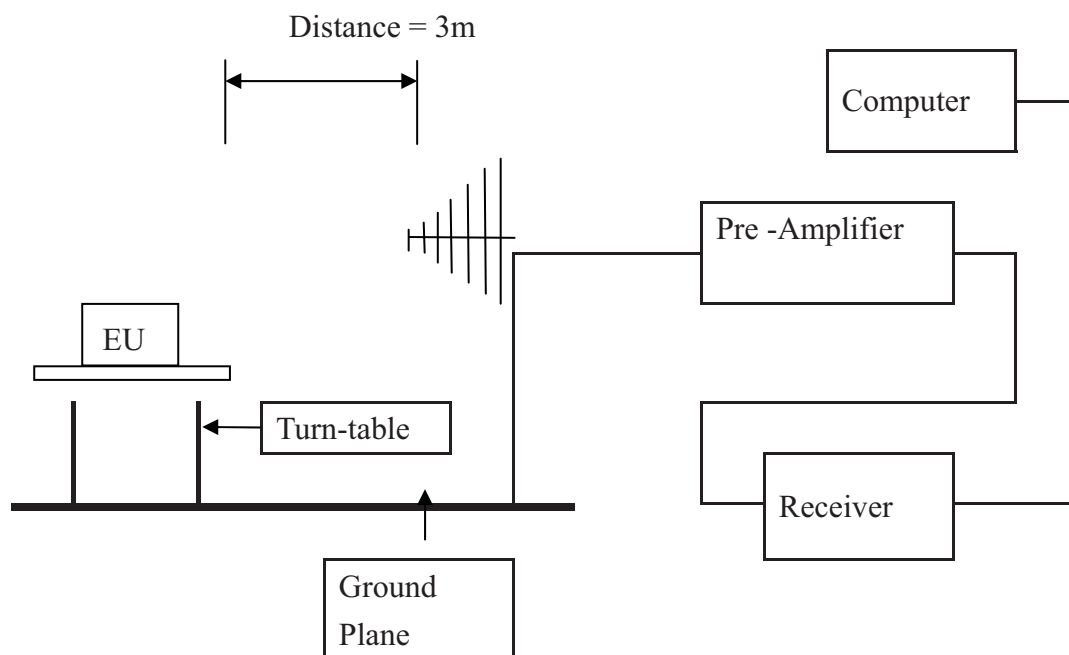 Distance = 3m
Computer
Pre -Amplifier
EU
Turn-table
Receiver
Ground
Plane